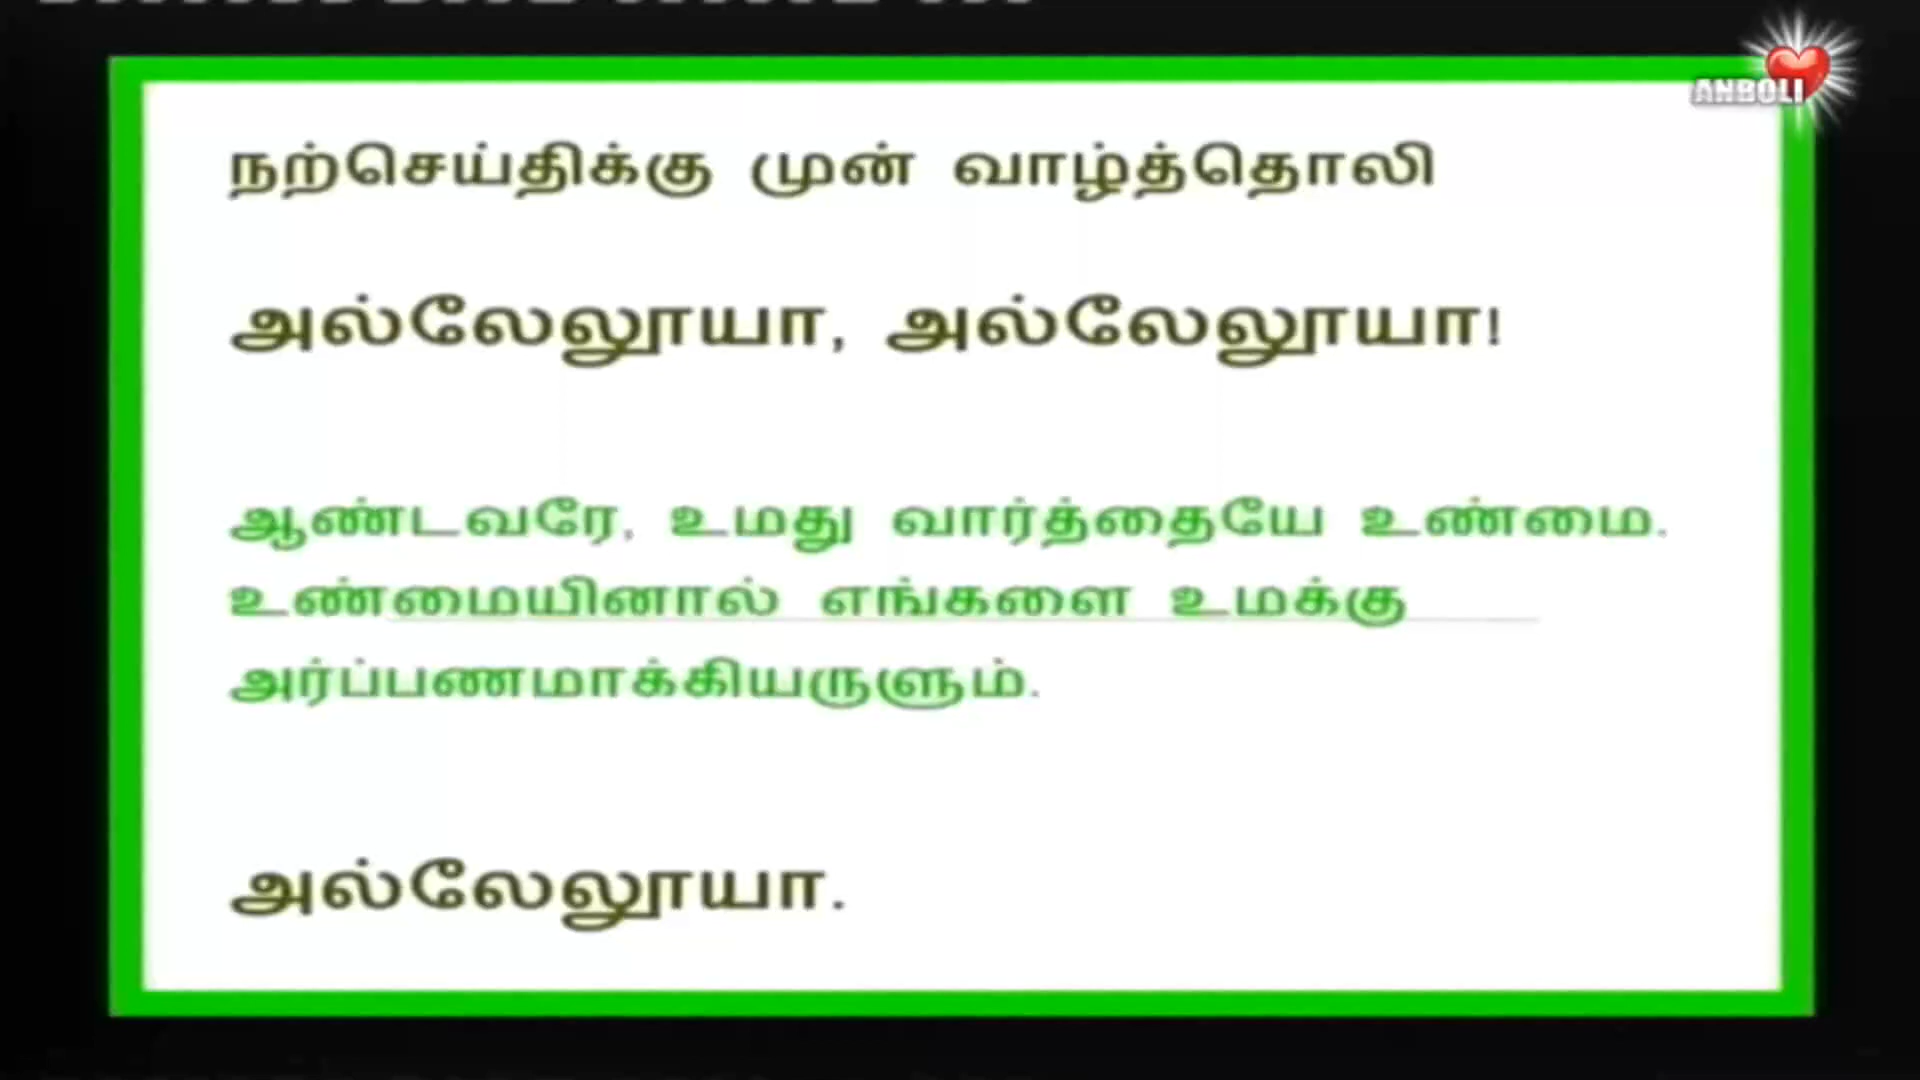 ANBOLI
நற்செய்திக்கு முன் வாழ்த்தொலி
அல்லேலூயா, அல்லேலூயா!
ஆண்டவரே, உமது வார்த்தையே உண்மை.
உண்மையினால் எங்களை உமக்கு
அர்ப்பணமாக்கியருளும்.
அல்லேலூயா.